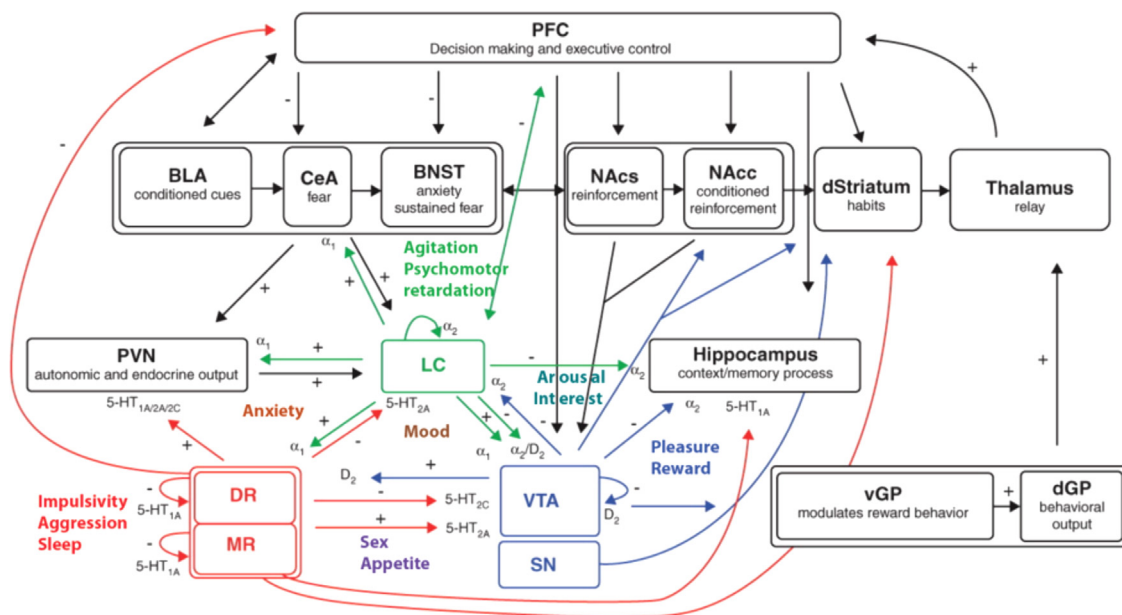 PFC
Decision making and executive control
-
-
-
-
+
BLA
conditioned cues
CeA
fear
BNST
anxiety
sustained fear
NAcs
reinforcement
NAcc
conditioned
reinforcement
dStriatum
habits
Thalamus
relay
α1
Agitation
Psychomotor
retardation
+
+
+
α2
PVN
autonomic and endocrine output
α1
+
+
LC
-
α2
Hippocampus
context/memory process
+
5-HT1A/2A/2C
Anxiety
5-HT2A
α2
Arousal
Interest
α2
5-HT1A
+
+
-
Mood
+
-
-
-
-
α1
α1
α2/D2
Pleasure
Reward
Impulsivity
Aggression
Sleep
-
5-HT1A
DR
D2
+
-
5-HT2C
VTA
-
D2
vGP
modulates reward behavior
+
dGP
behavioral
output
-
5-HT1A
MR
+
5-HT2A
Sex
Appetite
SN